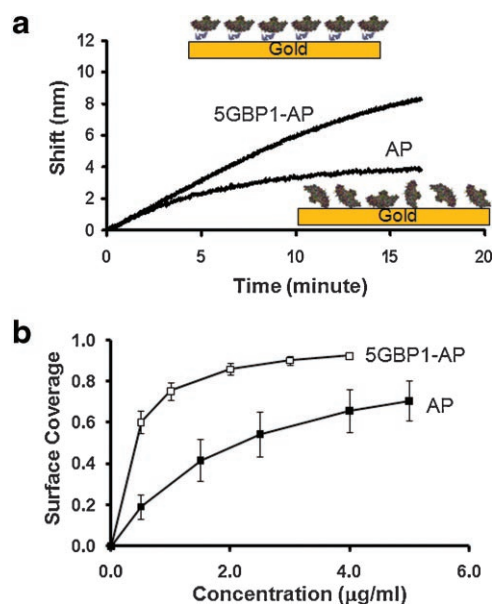 a
Gold
12
10
8
6
4
2
0
Shift (nm)
5GBP1-AP
AP
Gold
0 5 10 15 20
Time (minute)
b
1.0
0.8
0.6
0.4
0.2
0.0
Surface Coverage
5GBP1-AP
AP
0.0 2.0 4.0 6.0
Concentration (µg/ml)